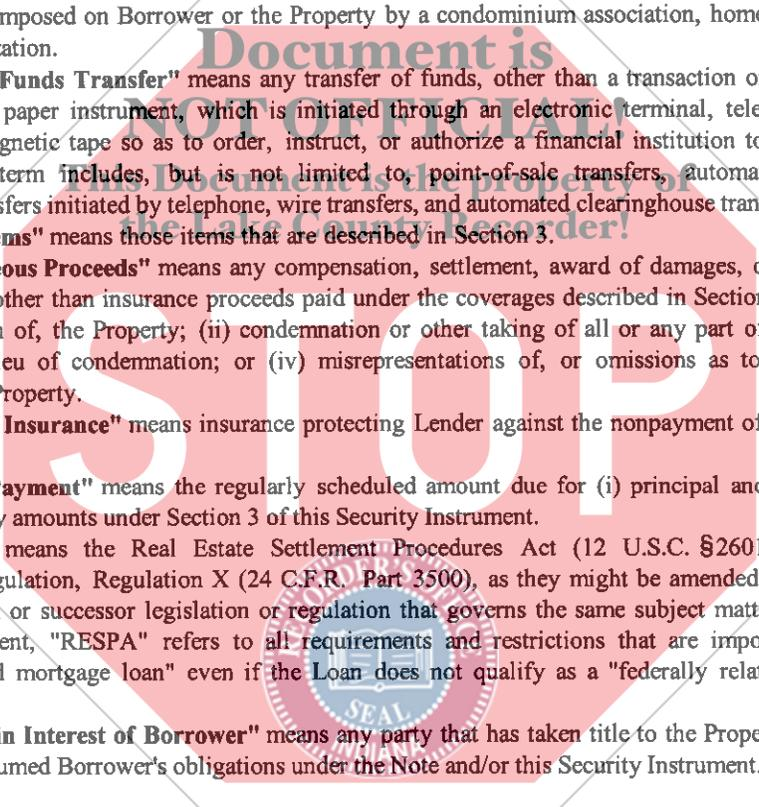 mposed on Borrower or the Property by a condominium association, home
ation.
Funds Transfer" means any transfer of funds, other than a transaction o
paper instrument, which is initiated through an electronic terminal, tele
gnetic tape so as to order, instruct, or authorize a financial institution to
term includes, but is not limited to, point-of-sale transfers, automa
sfers initiated by telephone, wire transfers, and automated clearinghouse tran
ms" means those items that are described in Section 3.
ous Proceeds" means any compensation, settlement, award of damages, o
other than insurance proceeds paid under the coverages described in Section
n of, the Property; (ii) condemnation or other taking of all or any part of
eu of condemnation; or (iv) misrepresentations of, or omissions as to
Property.
Insurance" means insurance protecting Lender against the nonpayment of
ayment" means the regularly scheduled amount due for (i) principal and
y amounts under Section 3 of this Security Instrument.
means the Real Estate Settlement Procedures Act (12 U.S.C. §2601
gulation, Regulation X (24 C.F.R. Part 3500), as they might be amended
or successor legislation or regulation that governs the same subject matt
ent, "RESPA" refers to all requirements and restrictions that are impo
d mortgage loan" even if the Loan does not qualify as a "federally relat
in Interest of Borrower" means any party that has taken title to the Prope
umed Borrower's obligations under the Note and/or this Security Instrument.
Document is
NOT OFFICIAL!
This Document is the property of
the Lake County Recorder!
STOP
RECORDER'S OFFICE
SEAL
INDIANA